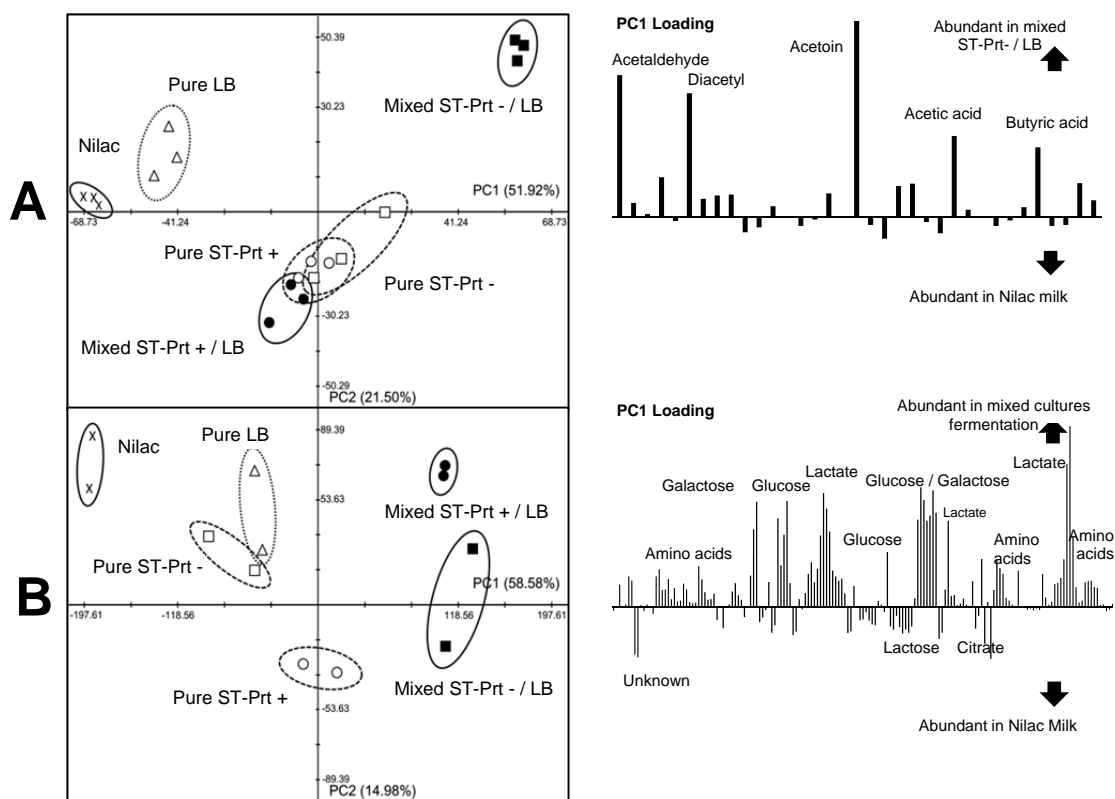 A
50.39
30.23
-30.23
-50.29
-68.73
-41.24
41.24
68.73
PC1 (51.92%)
PC2 (21.50%)
Nilac
Pure LB
Mixed ST-Prt - / LB
Pure ST-Prt +
Pure ST-Prt -
Mixed ST-Prt + / LB
PC1 Loading
Abundant in mixed
ST-Prt- / LB
Acetaldehyde
Diacetyl
Acetoin
Acetic acid
Butyric acid
Abundant in Nilac milk
B
89.39
53.63
-53.63
-89.39
-197.61
-118.56
118.56
197.61
PC1 (58.58%)
PC2 (14.98%)
Nilac
Pure LB
Mixed ST-Prt + / LB
Pure ST-Prt -
Pure ST-Prt +
Mixed ST-Prt - / LB
PC1 Loading
Abundant in mixed cultures
fermentation
Lactate
Galactose
Glucose
Lactate
Glucose / Galactose
Lactate
Glucose
Amino acids
Amino
acids
Amino
acids
Lactose
Citrate
Unknown
Abundant in Nilac Milk